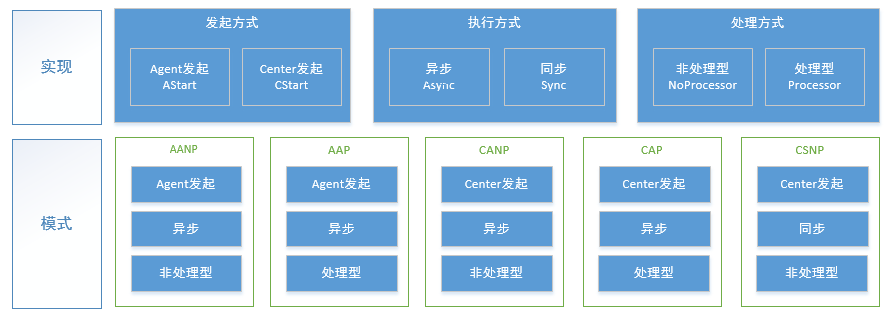 实现
发起方式
Agent发起
AStart
Center发起
CStart
执行方式
异步
Async
同步
Sync
处理方式
非处理型
NoProcessor
处理型
Processor
模式
AANP
Agent发起
异步
非处理型
AAP
Agent发起
异步
处理型
CANP
Center发起
异步
非处理型
CAP
Center发起
异步
处理型
CSNP
Center发起
同步
非处理型